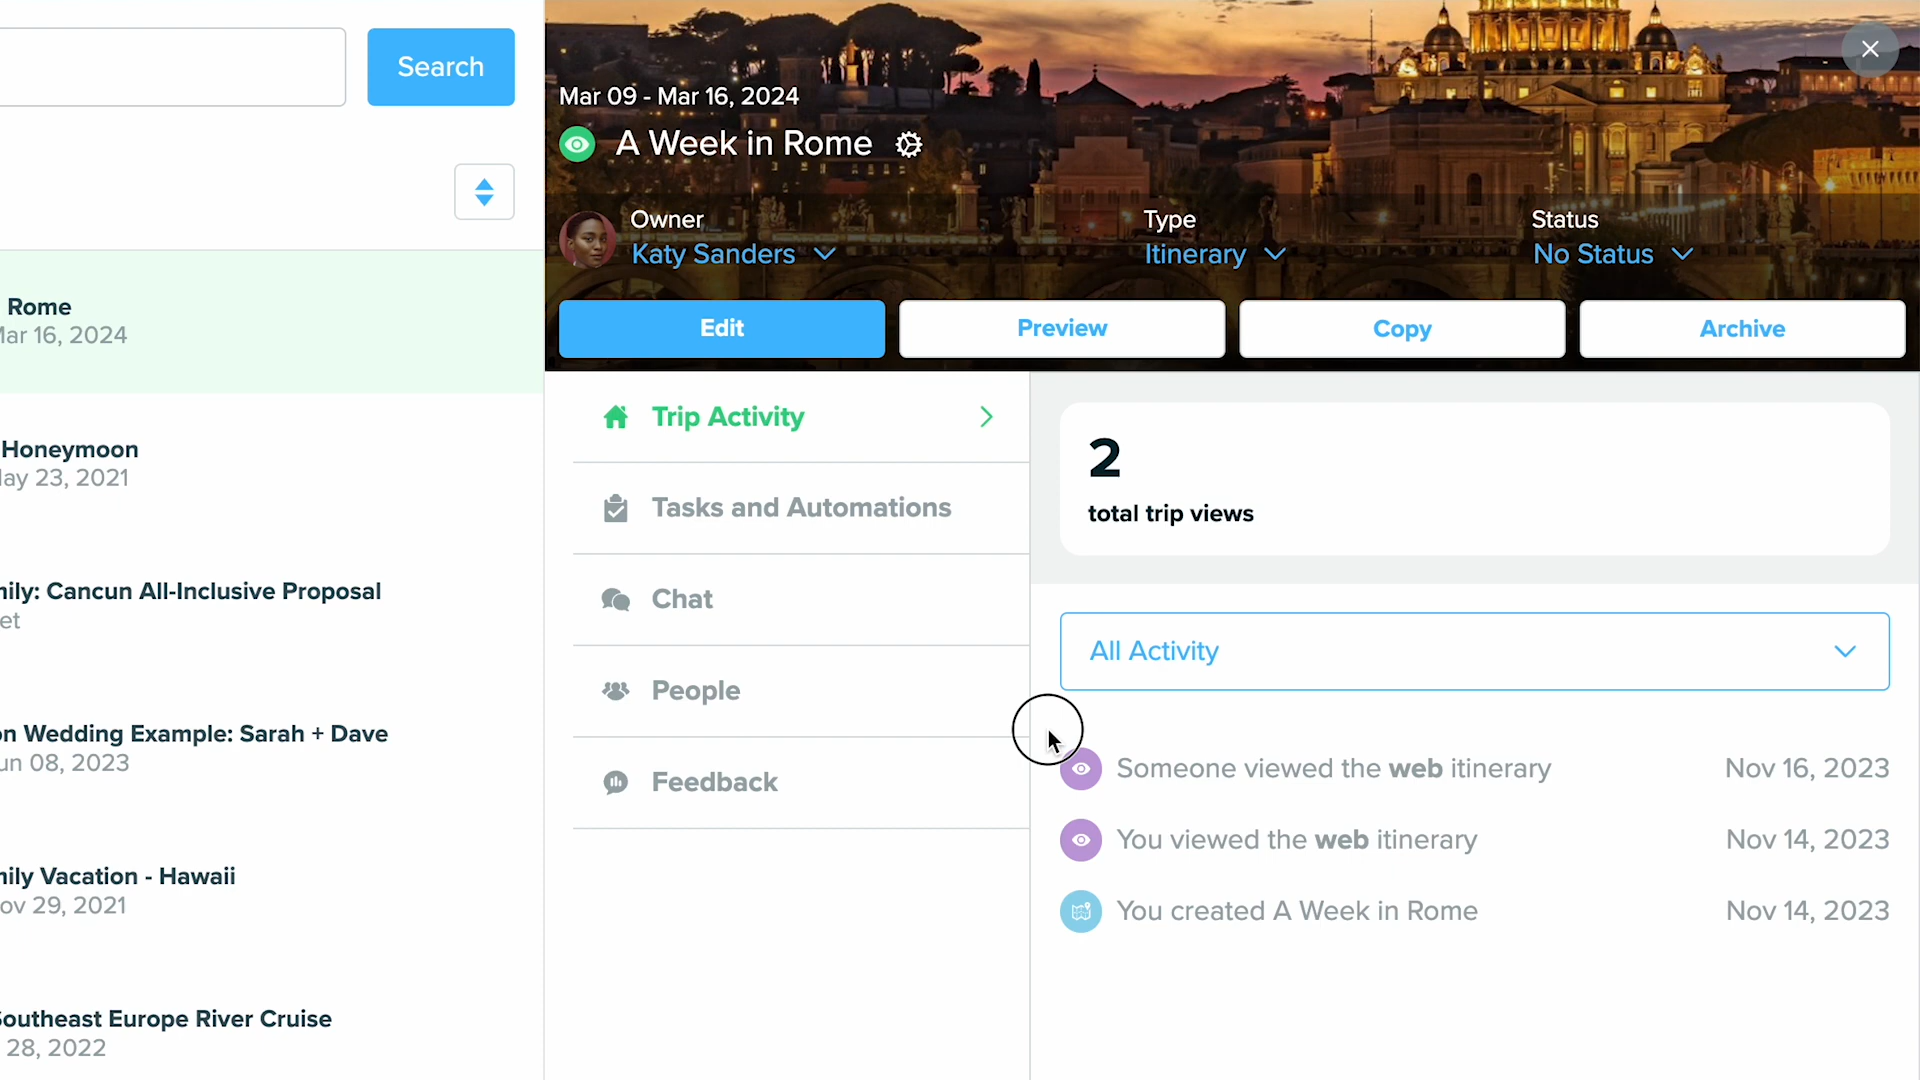 Search
Rome
Mar 16, 2024
Honeymoon
May 23, 2021
mily: Cancun All-Inclusive Proposal
et
on Wedding Example: Sarah + Dave
un 08, 2023
mily Vacation - Hawaii
ov 29, 2021
Southeast Europe River Cruise
28, 2022
Mar 09 - Mar 16, 2024
A Week in Rome
Owner
Katy Sanders
Type
Itinerary
Status
No Status
Edit
Preview
Copy
Archive
Trip Activity
Tasks and Automations
Chat
People
Feedback
2
total trip views
All Activity
Someone viewed the web itinerary Nov 16, 2023
You viewed the web itinerary Nov 14, 2023
You created A Week in Rome Nov 14, 2023